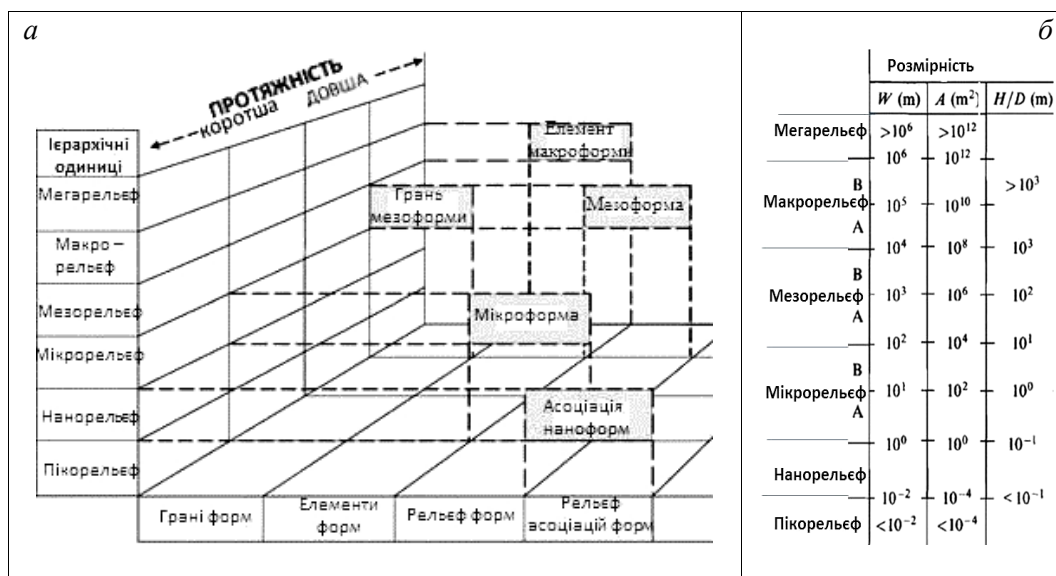 а
ПРОТЯЖНІСТЬ
коротша довша
Ієрархічні
одиниці
Мегарельєф
Макро –
рельєф
Мезорельєф
Мікрорельєф
Нанорельєф
Пікорельєф
Елемент
макроформи
Грань
мезоформи
Мезоформа
Мікроформа
Асоціація
наноформ
Грані форм
Елементи
форм
Рельєф форм
Рельєф
асоціацій форм
б
Розмірність
W (m) A (m²) H/D (m)
Мегарельєф >10⁶ >10¹²
10⁶ 10¹²
В >10³
Макрорельєф 10⁵ 10¹⁰
А
10⁴ 10⁸ 10³
В
Мезорельєф 10³ 10⁶ 10²
А
10² 10⁴ 10¹
В
Мікрорельєф 10¹ 10² 10⁰
А
10⁰ 10⁰ 10⁻¹
Нанорельєф
10⁻² 10⁻⁴ <10⁻¹
Пікорельєф <10⁻² <10⁻⁴